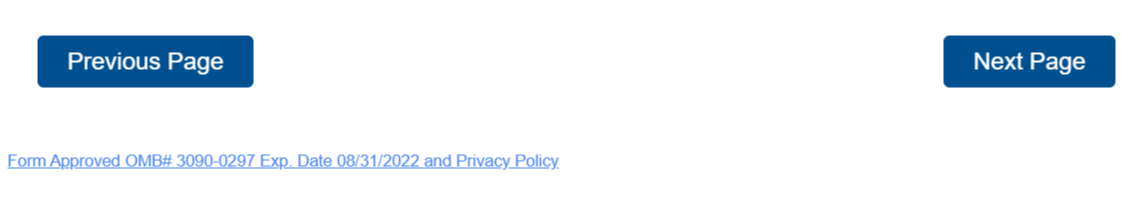 Previous Page
Next Page
Form Approved OMB# 3090-0297 Exp. Date 08/31/2022 and Privacy Policy